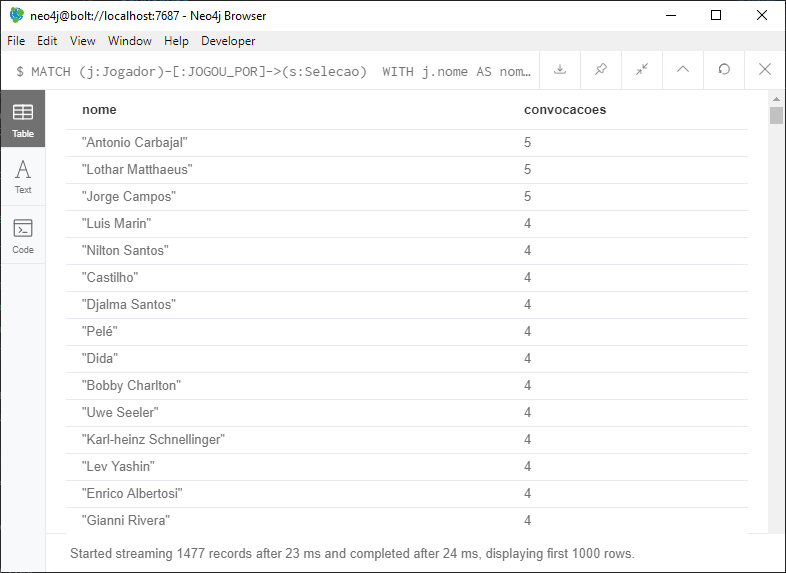 neo4j@bolt://localhost:7687 - Neo4j Browser
File Edit View Window Help Developer
$ MATCH (j:Jogador)-[:JOGOU_POR]->(s:Selecao)  WITH j.nome AS nom…
Table
Text
Code
nome convocacoes
"Antonio Carbajal" 5
"Lothar Matthaeus" 5
"Jorge Campos" 5
"Luis Marin" 4
"Nilton Santos" 4
"Castilho" 4
"Djalma Santos" 4
"Pelé" 4
"Dida" 4
"Bobby Charlton" 4
"Uwe Seeler" 4
"Karl-heinz Schnellinger" 4
"Lev Yashin" 4
"Enrico Albertosi" 4
"Gianni Rivera" 4
Started streaming 1477 records after 23 ms and completed after 24 ms, displaying first 1000 rows.